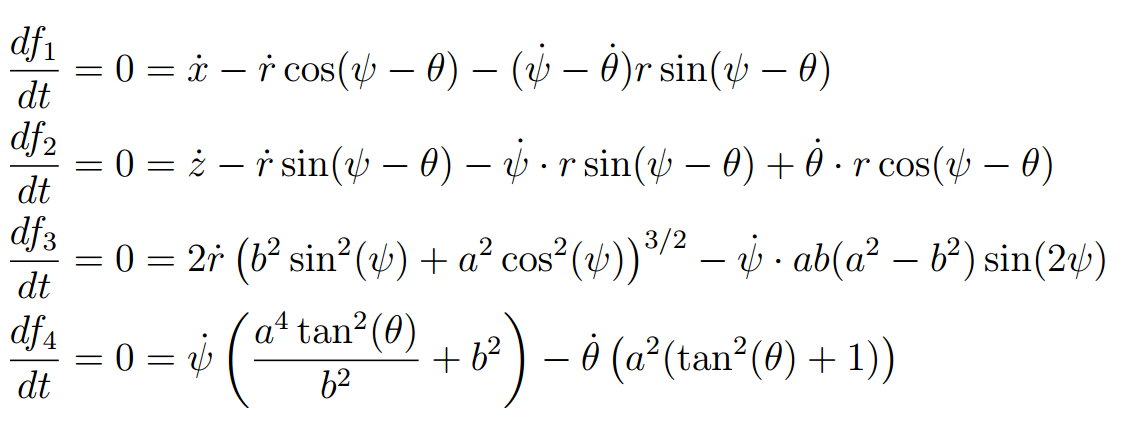 df₁/dt = 0 = ẋ − ṙ cos(ψ − θ) − (ψ̇ − θ̇)r sin(ψ − θ)
df₂/dt = 0 = ż − ṙ sin(ψ − θ) − ψ̇ · r sin(ψ − θ) + θ̇ · r cos(ψ − θ)
df₃/dt = 0 = 2ṙ (b² sin²(ψ) + a² cos²(ψ))^{3/2} − ψ̇ · ab(a² − b²) sin(2ψ)
df₄/dt = 0 = ψ̇ (a⁴ tan²(θ)/b² + b²) − θ̇ (a²(tan²(θ) + 1))